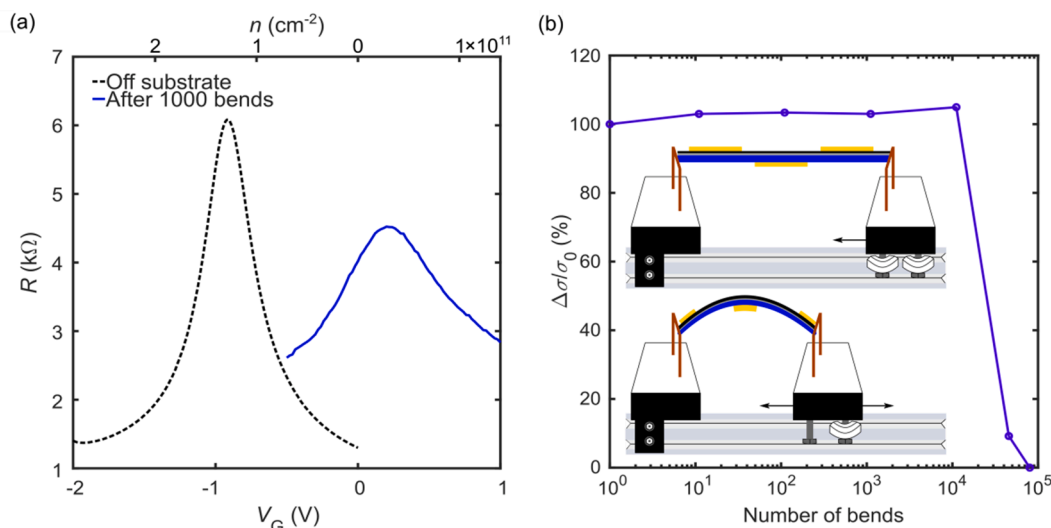 (a)
n (cm⁻²)
2 1 0 1×10¹¹
7
6
5
4
3
2
1
R (kΩ)
Off substrate
After 1000 bends
-2 -1 0 1
V_G (V)
(b)
120
100
80
60
40
20
0
Δσ/σ₀ (%)
10⁰ 10¹ 10² 10³ 10⁴ 10⁵
Number of bends